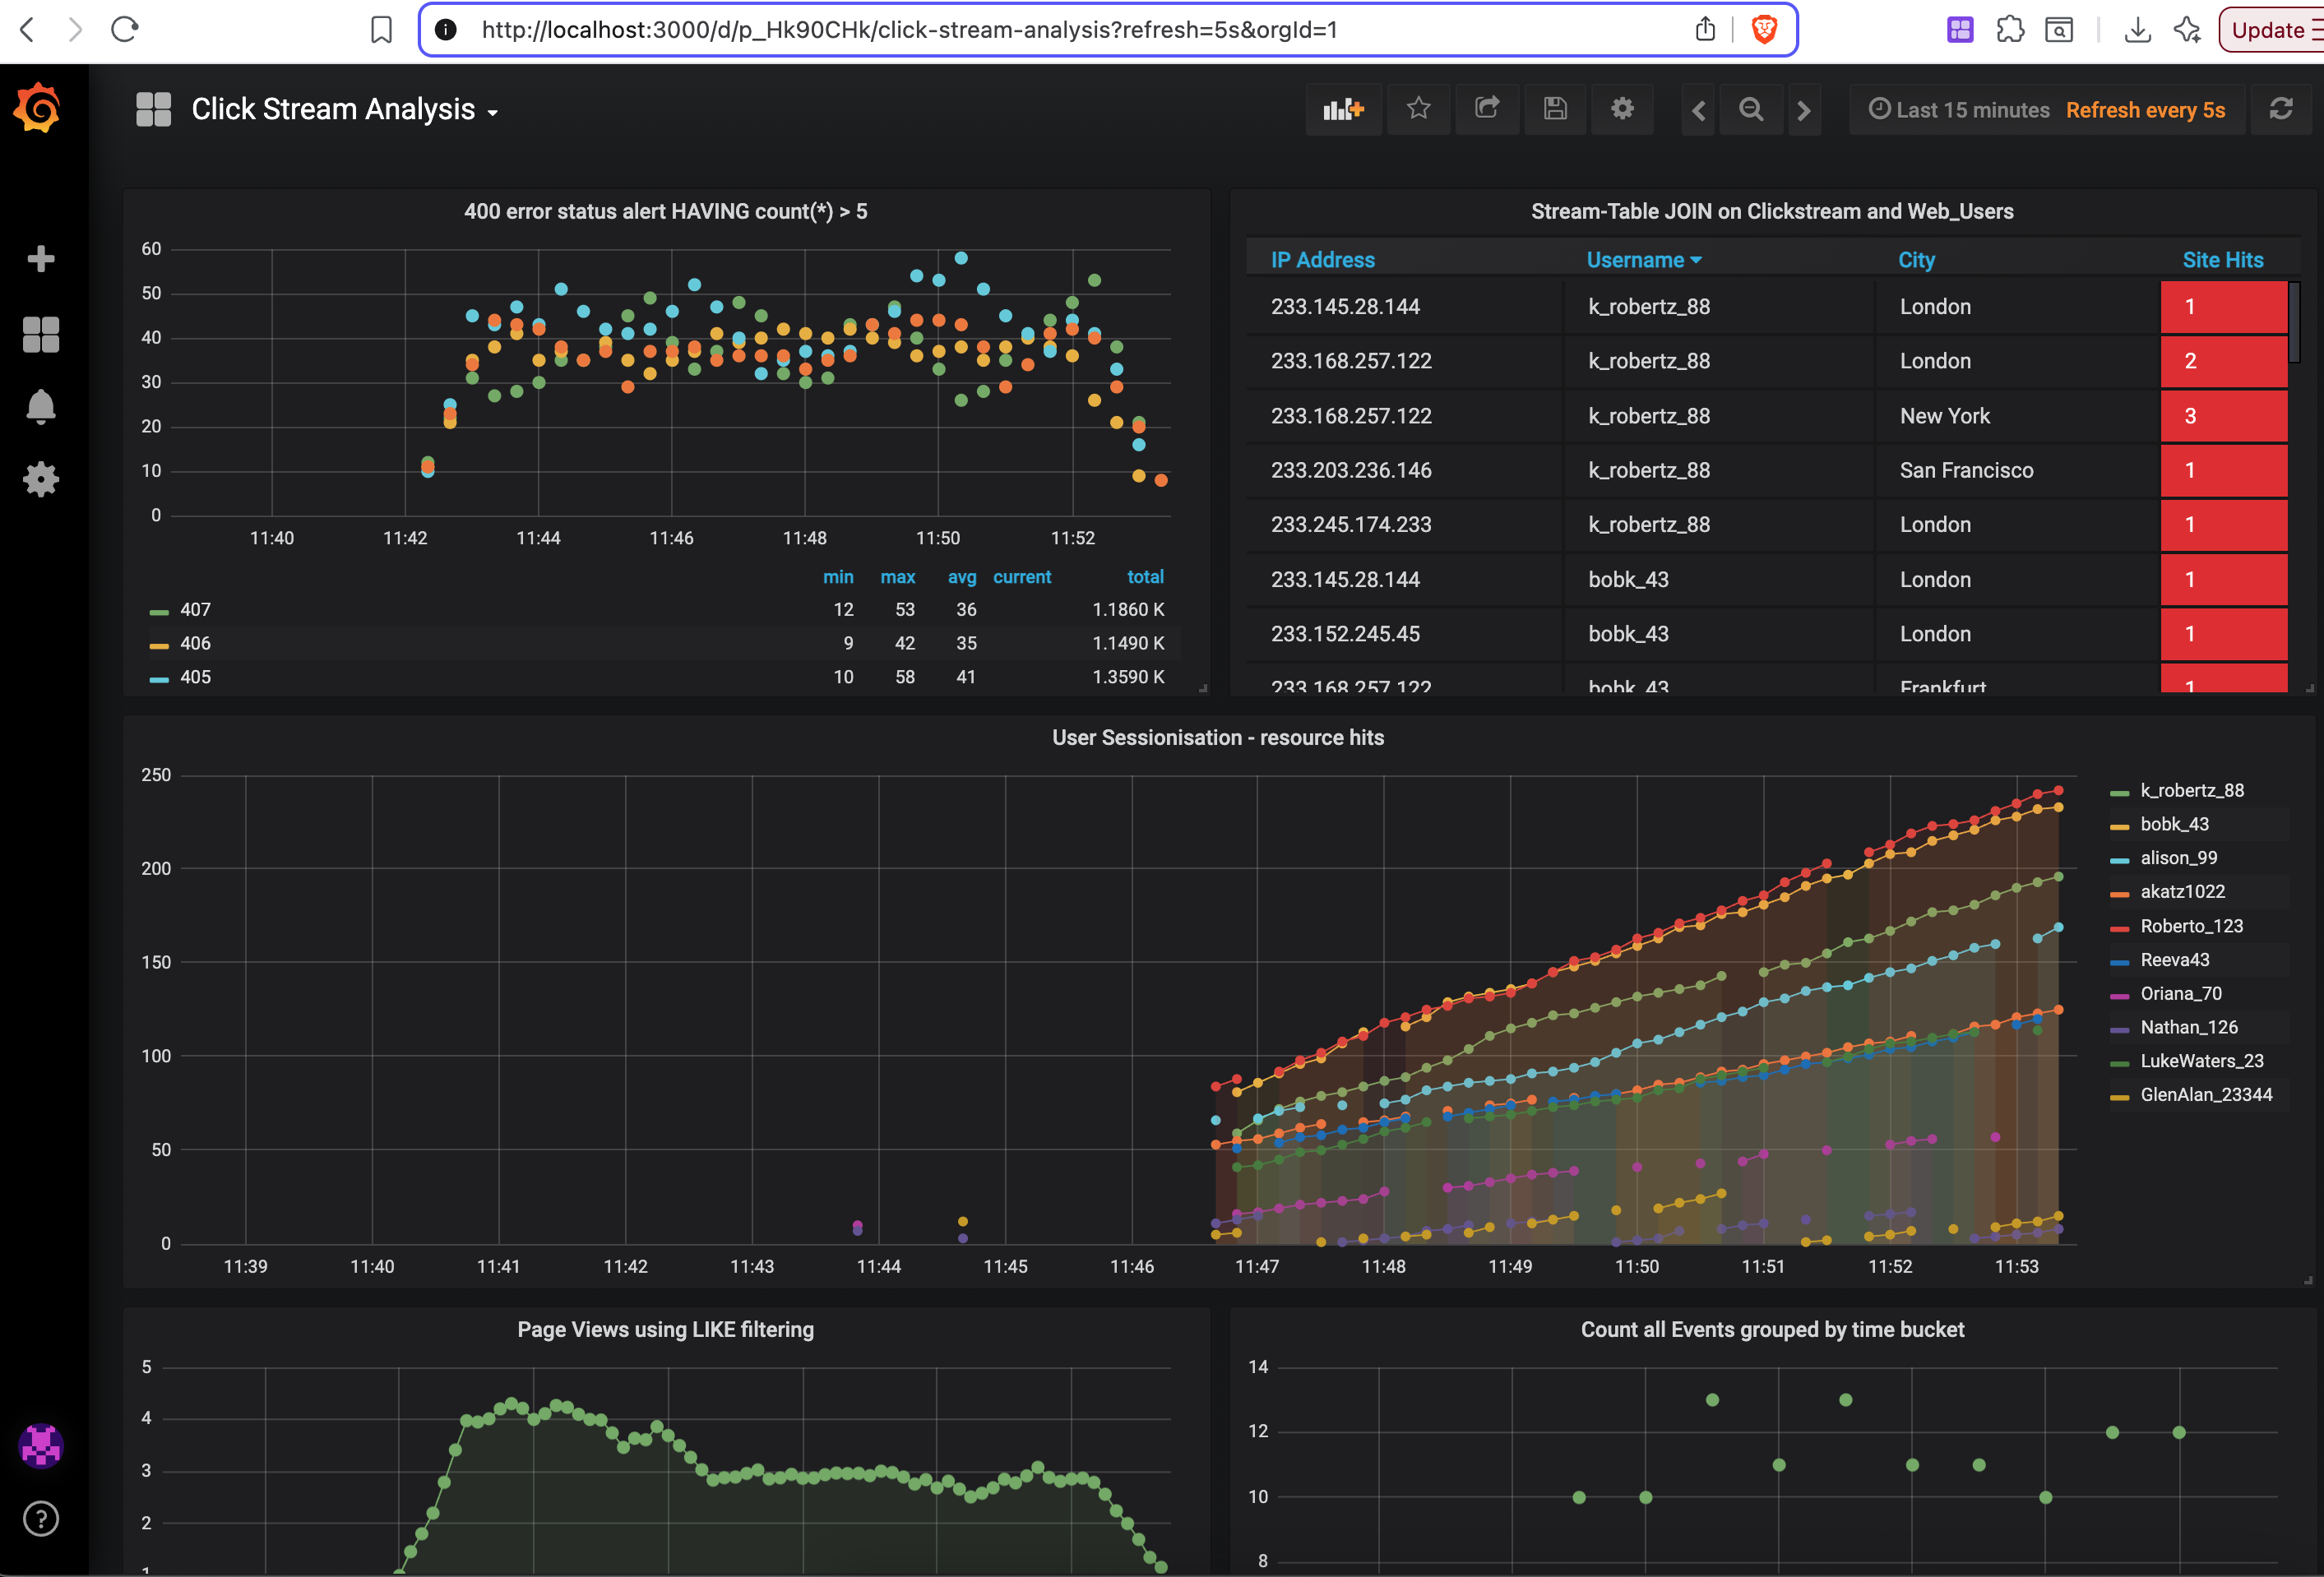 http://localhost:3000/d/p_Hk90CHk/click-stream-analysis?refresh=5s&orgId=1
Update
Click Stream Analysis
Last 15 minutes Refresh every 5s
400 error status alert HAVING count(*) > 5
60
50
40
30
20
10
0
11:40 11:42 11:44 11:46 11:48 11:50 11:52
min max avg current total
407 12 53 36 1.1860 K
406 9 42 35 1.1490 K
405 10 58 41 1.3590 K
Stream-Table JOIN on Clickstream and Web_Users
IP Address Username City Site Hits
233.145.28.144 k_robertz_88 London 1
233.168.257.122 k_robertz_88 London 2
233.168.257.122 k_robertz_88 New York 3
233.203.236.146 k_robertz_88 San Francisco 1
233.245.174.233 k_robertz_88 London 1
233.145.28.144 bobk_43 London 1
233.152.245.45 bobk_43 London 1
233.168.257.122 bobk_43 Frankfurt 1
User Sessionisation - resource hits
250
200
150
100
50
0
11:39 11:40 11:41 11:42 11:43 11:44 11:45 11:46 11:47 11:48 11:49 11:50 11:51 11:52 11:53
k_robertz_88
bobk_43
alison_99
akatz1022
Roberto_123
Reeva43
Oriana_70
Nathan_126
LukeWaters_23
GlenAlan_23344
Page Views using LIKE filtering
5
4
3
2
1
Count all Events grouped by time bucket
14
12
10
8